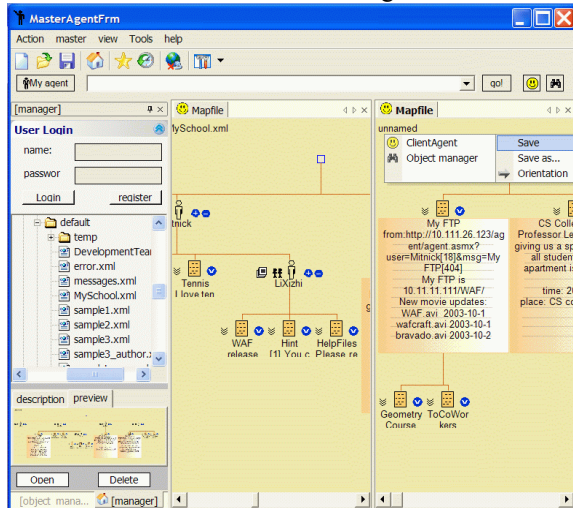 MasterAgentFrm
Action master view Tools help
My agent
go!
[manager]
User Login
name:
passwor
Login register
default
temp
DevelopmentTea
error.xml
messages.xml
MySchool.xml
sample1.xml
sample2.xml
sample3.xml
sample3_author.x
description preview
Open Delete
[object mana... [manager]
Mapfile
MySchool.xml
tnick
Tennis
I love ten
LiXizhi
WAF
release
Hint
[1] You c
HelpFiles
Please re
Mapfile
unnamed
ClientAgent
Object manager
Save
Save as...
Orientation
My FTP
from:http://10.111.26.123/ag
ent/agent.asmx?
user=Mitnick[18]&msg=My
FTP[404]
My FTP is
10.11.111/WAF/
New movie updates:
WAF.avi 2003-10-1
wafcraft.avi 2003-10-1
bravado.avi 2003-10-2
CS Colle
Professor Le
giving us a sp
all student
apartment is
time: 20
place: CS co
Geometry
Course
ToCoWor
kers